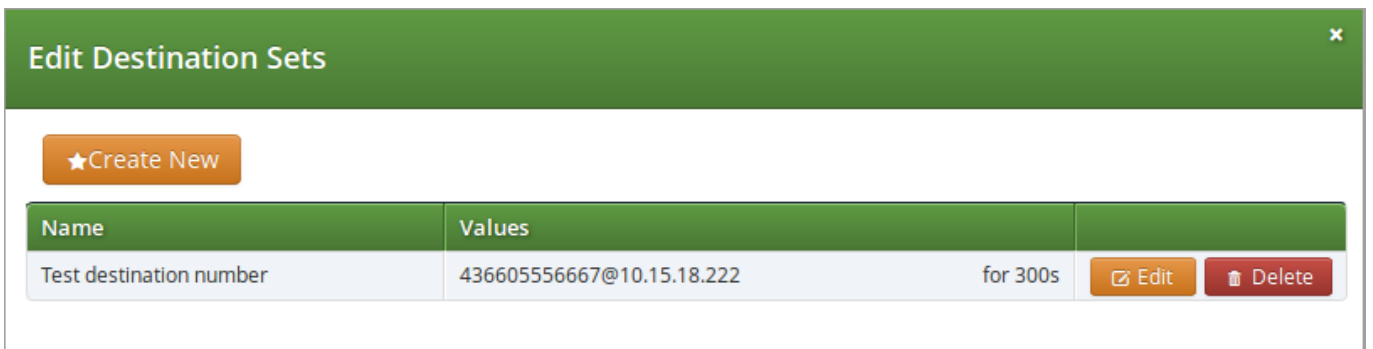 Edit Destination Sets
×
★Create New
Name Values
Test destination number 436605556667@10.15.18.222 for 300s Edit Delete